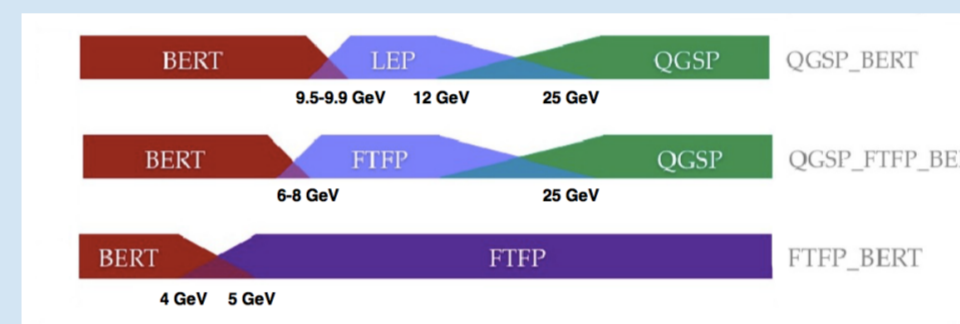 BERT LEP QGSP QGSP_BERT
9.5-9.9 GeV 12 GeV 25 GeV
BERT FTFP QGSP QGSP_FTFP_BE
6-8 GeV 25 GeV
BERT FTFP FTFP_BERT
4 GeV 5 GeV